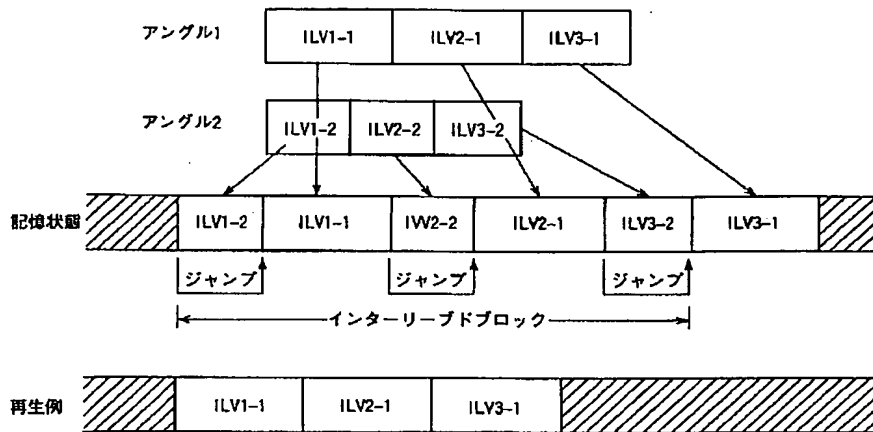 アングル1 ILV1-1 ILV2-1 ILV3-1
アングル2 ILV1-2 ILV2-2 ILV3-2
記憶状態 ILV1-2 ILV1-1 IVV2-2 ILV2-1 ILV3-2 ILV3-1
ジャンプ ジャンプ ジャンプ
インターリーブドブロック
再生例 ILV1-1 ILV2-1 ILV3-1